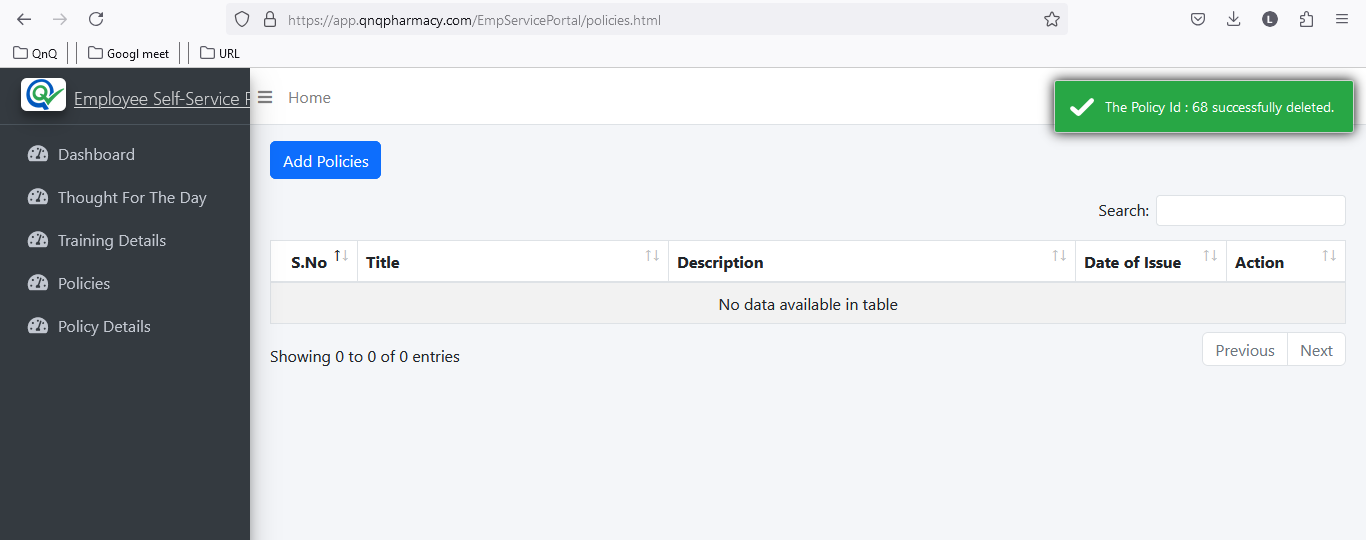 https://app.qnqpharmacy.com/EmpServicePortal/policies.html
L
QnQ
Googl meet
URL
Employee Self-Service P
Home
The Policy Id : 68 successfully deleted.
Dashboard
Thought For The Day
Training Details
Policies
Policy Details
Add Policies
Search:
S.No Title Description Date of Issue Action
No data available in table
Showing 0 to 0 of 0 entries
Previous Next